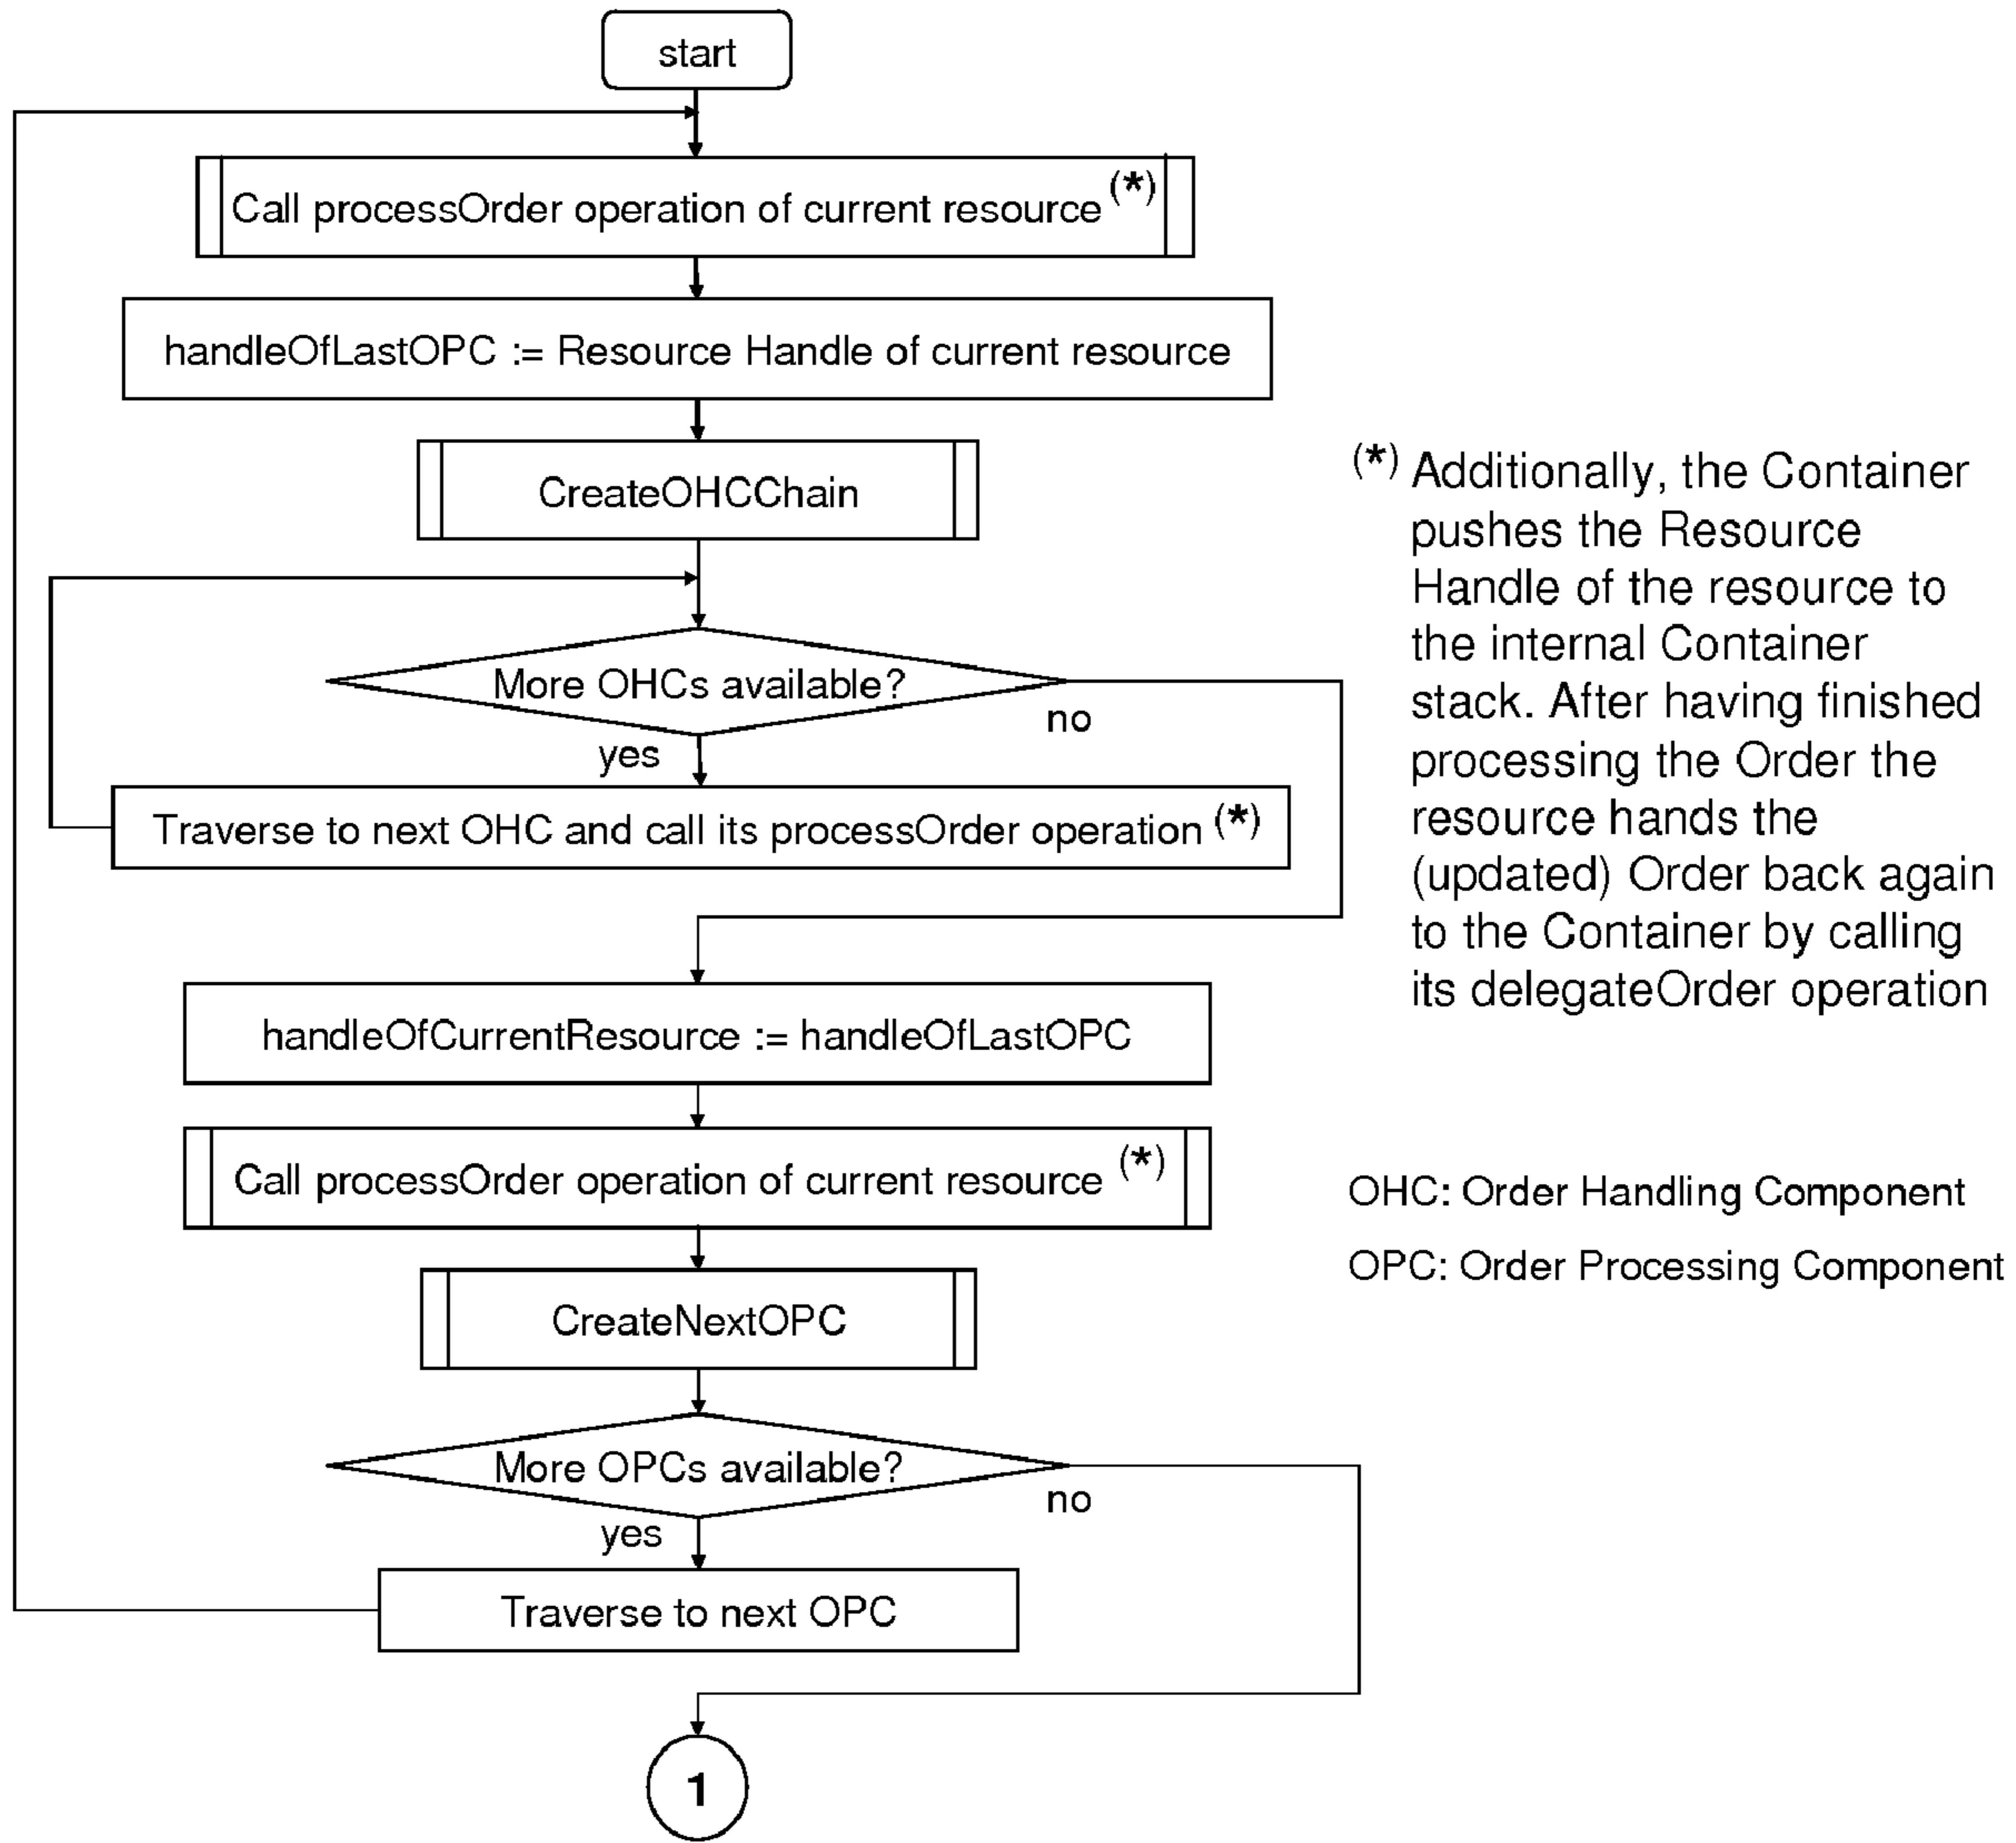 start
Call processOrder operation of current resource (*)
handleOfLastOPC := Resource Handle of current resource
CreateOHCChain
More OHCs available?
no
yes
Traverse to next OHC and call its processOrder operation (*)
handleOfCurrentResource := handleOfLastOPC
Call processOrder operation of current resource (*)
CreateNextOPC
More OPCs available?
no
yes
Traverse to next OPC
1
(*) Additionally, the Container
pushes the Resource
Handle of the resource to
the internal Container
stack. After having finished
processing the Order the
resource hands the
(updated) Order back again
to the Container by calling
its delegateOrder operation
OHC: Order Handling Component
OPC: Order Processing Component